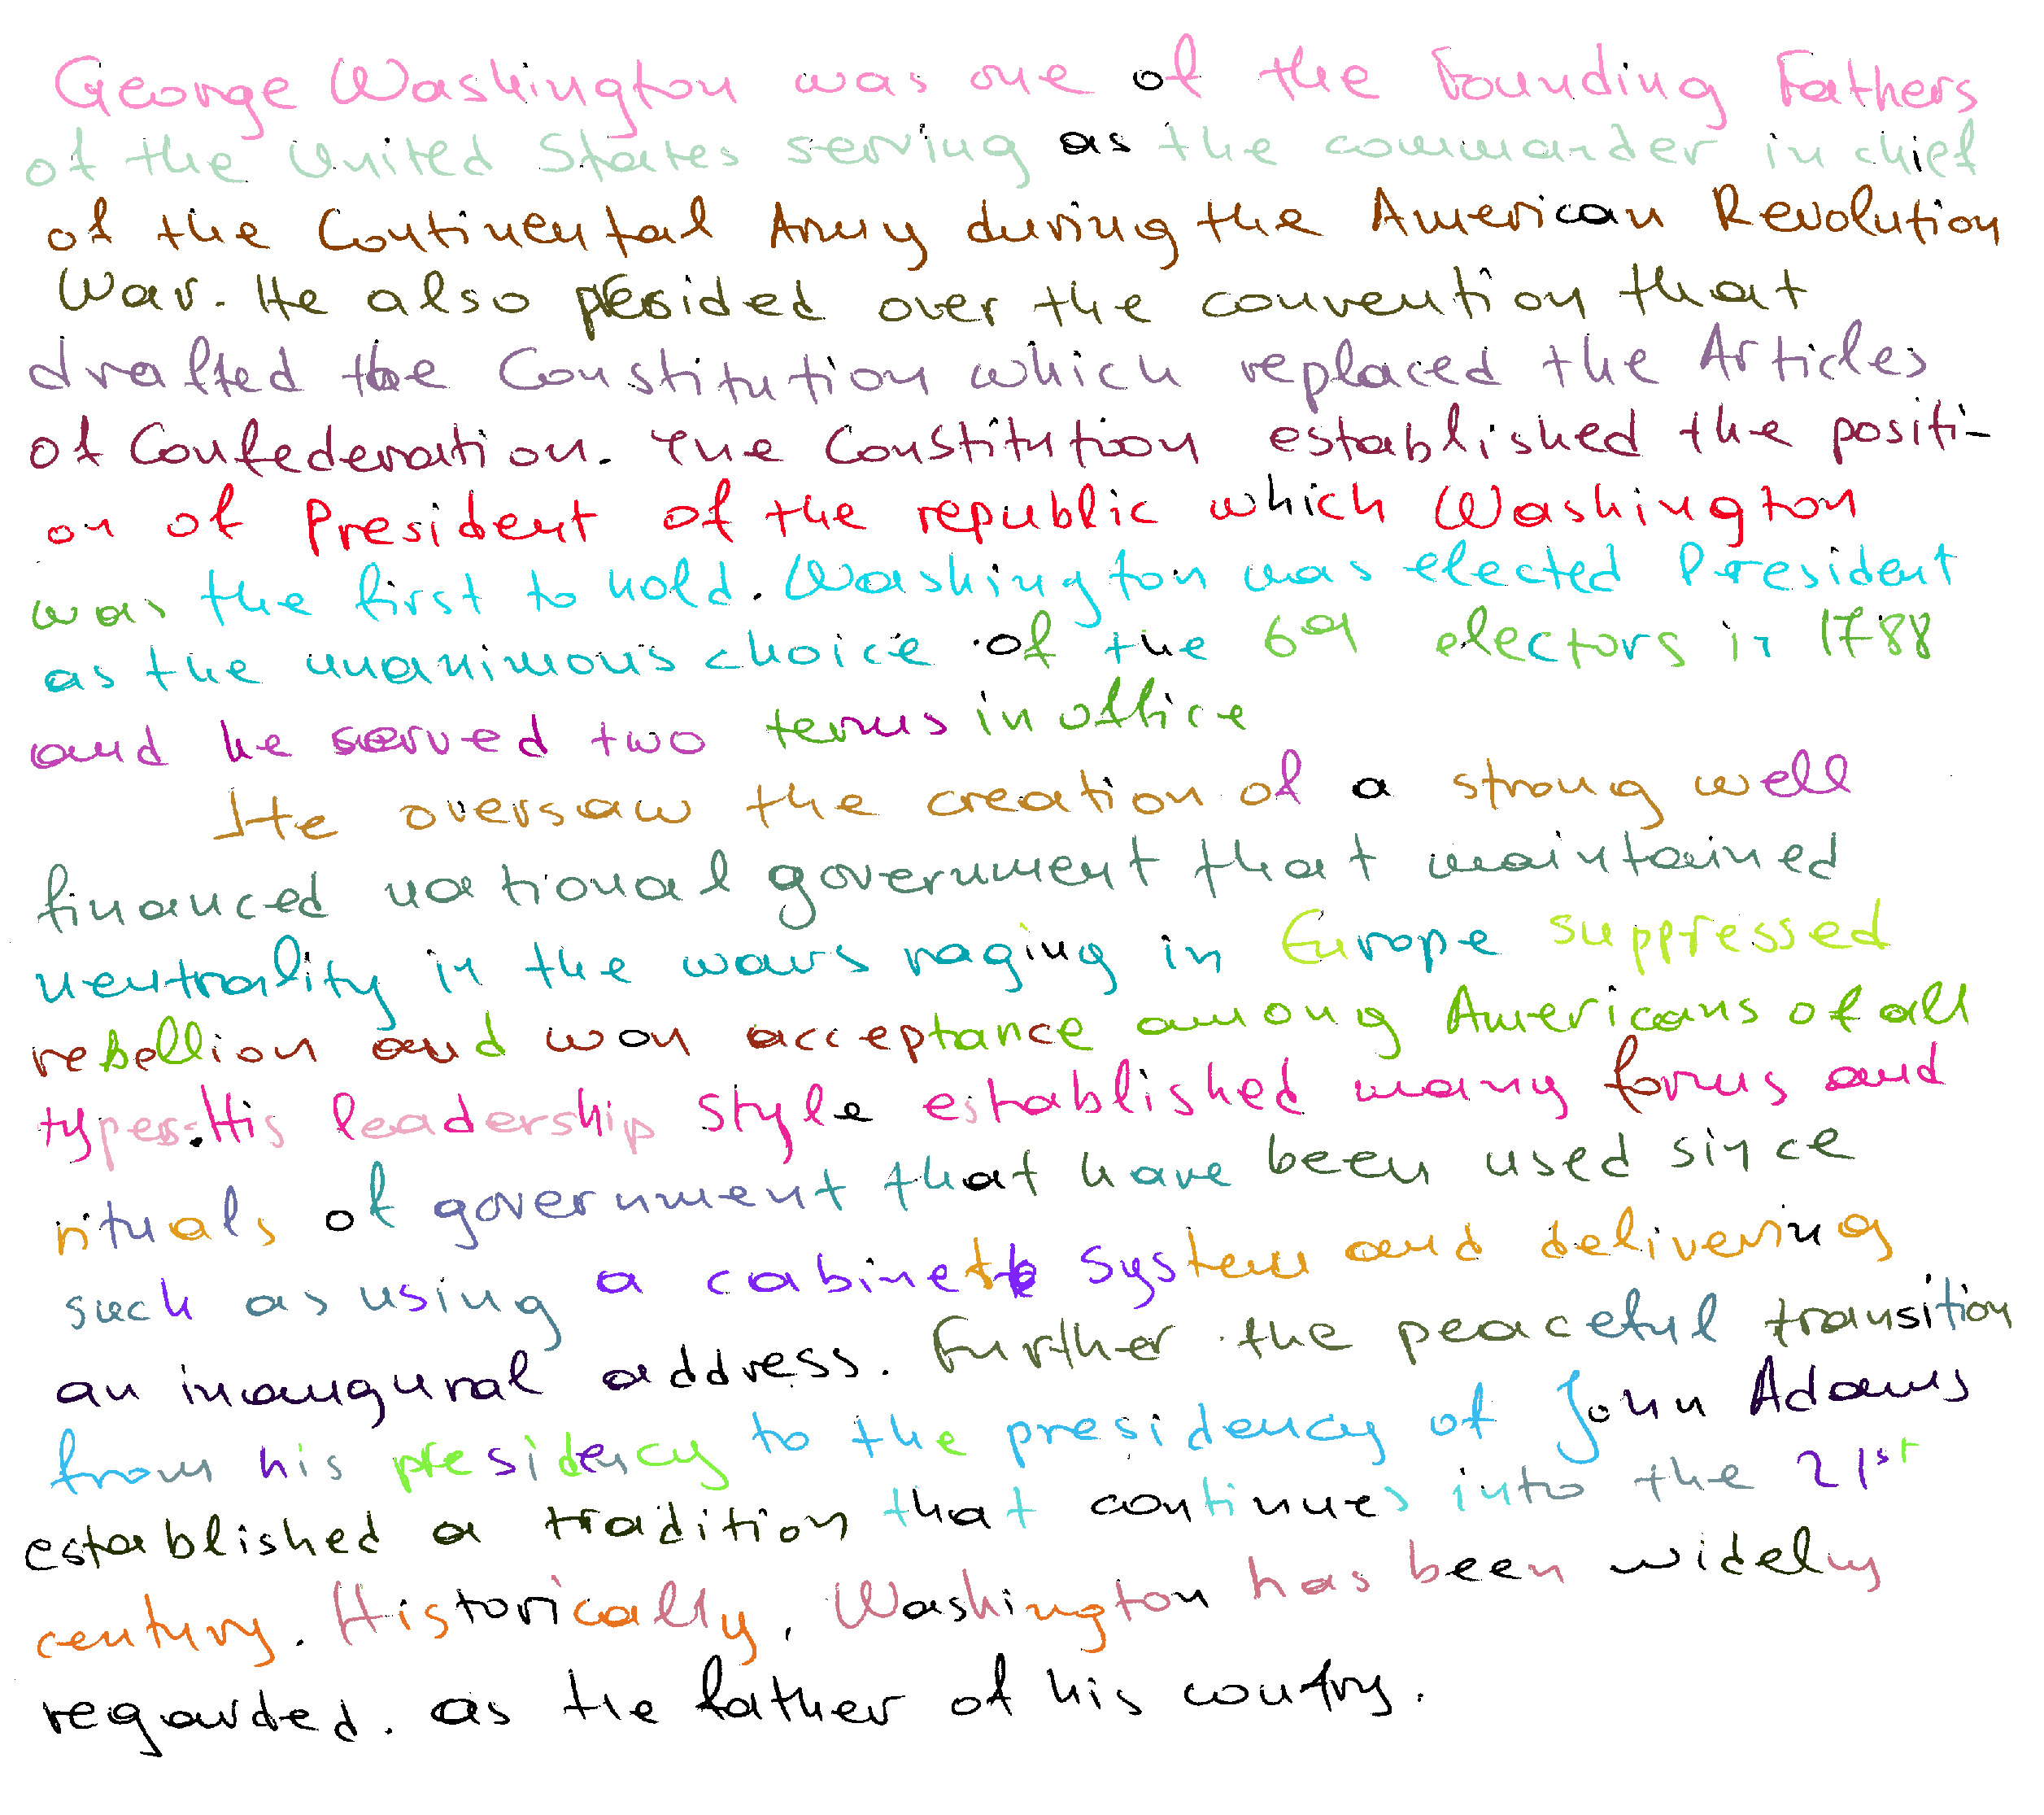 George Washington was one of the Founding Fathers
of the United States serving as the commander in chief
of the Continental Army during the American Revolution
War. He also presided over the convention that
drafted the Constitution which replaced the Articles
of Confederation. The Constitution established the positi-
on of President of the republic which Washington
was the first to hold. Washington was elected President
as the unanimous choice of the 69 electors in 1788
and he served two terms in office
He oversaw the creation of a strong well
financed national government that maintained
neutrality in the wars raging in Europe suppressed
rebellion and won acceptance among Americans of all
types. His leadership style established many forms and
rituals of government that have been used since
such as using a cabinet system and delivering
an inaugural address. Further the peaceful transition
from his presidency to the presidency of John Adams
established a tradition that continues into the 21st
century. Historically, Washington has been widely
regarded. as the father of his country.